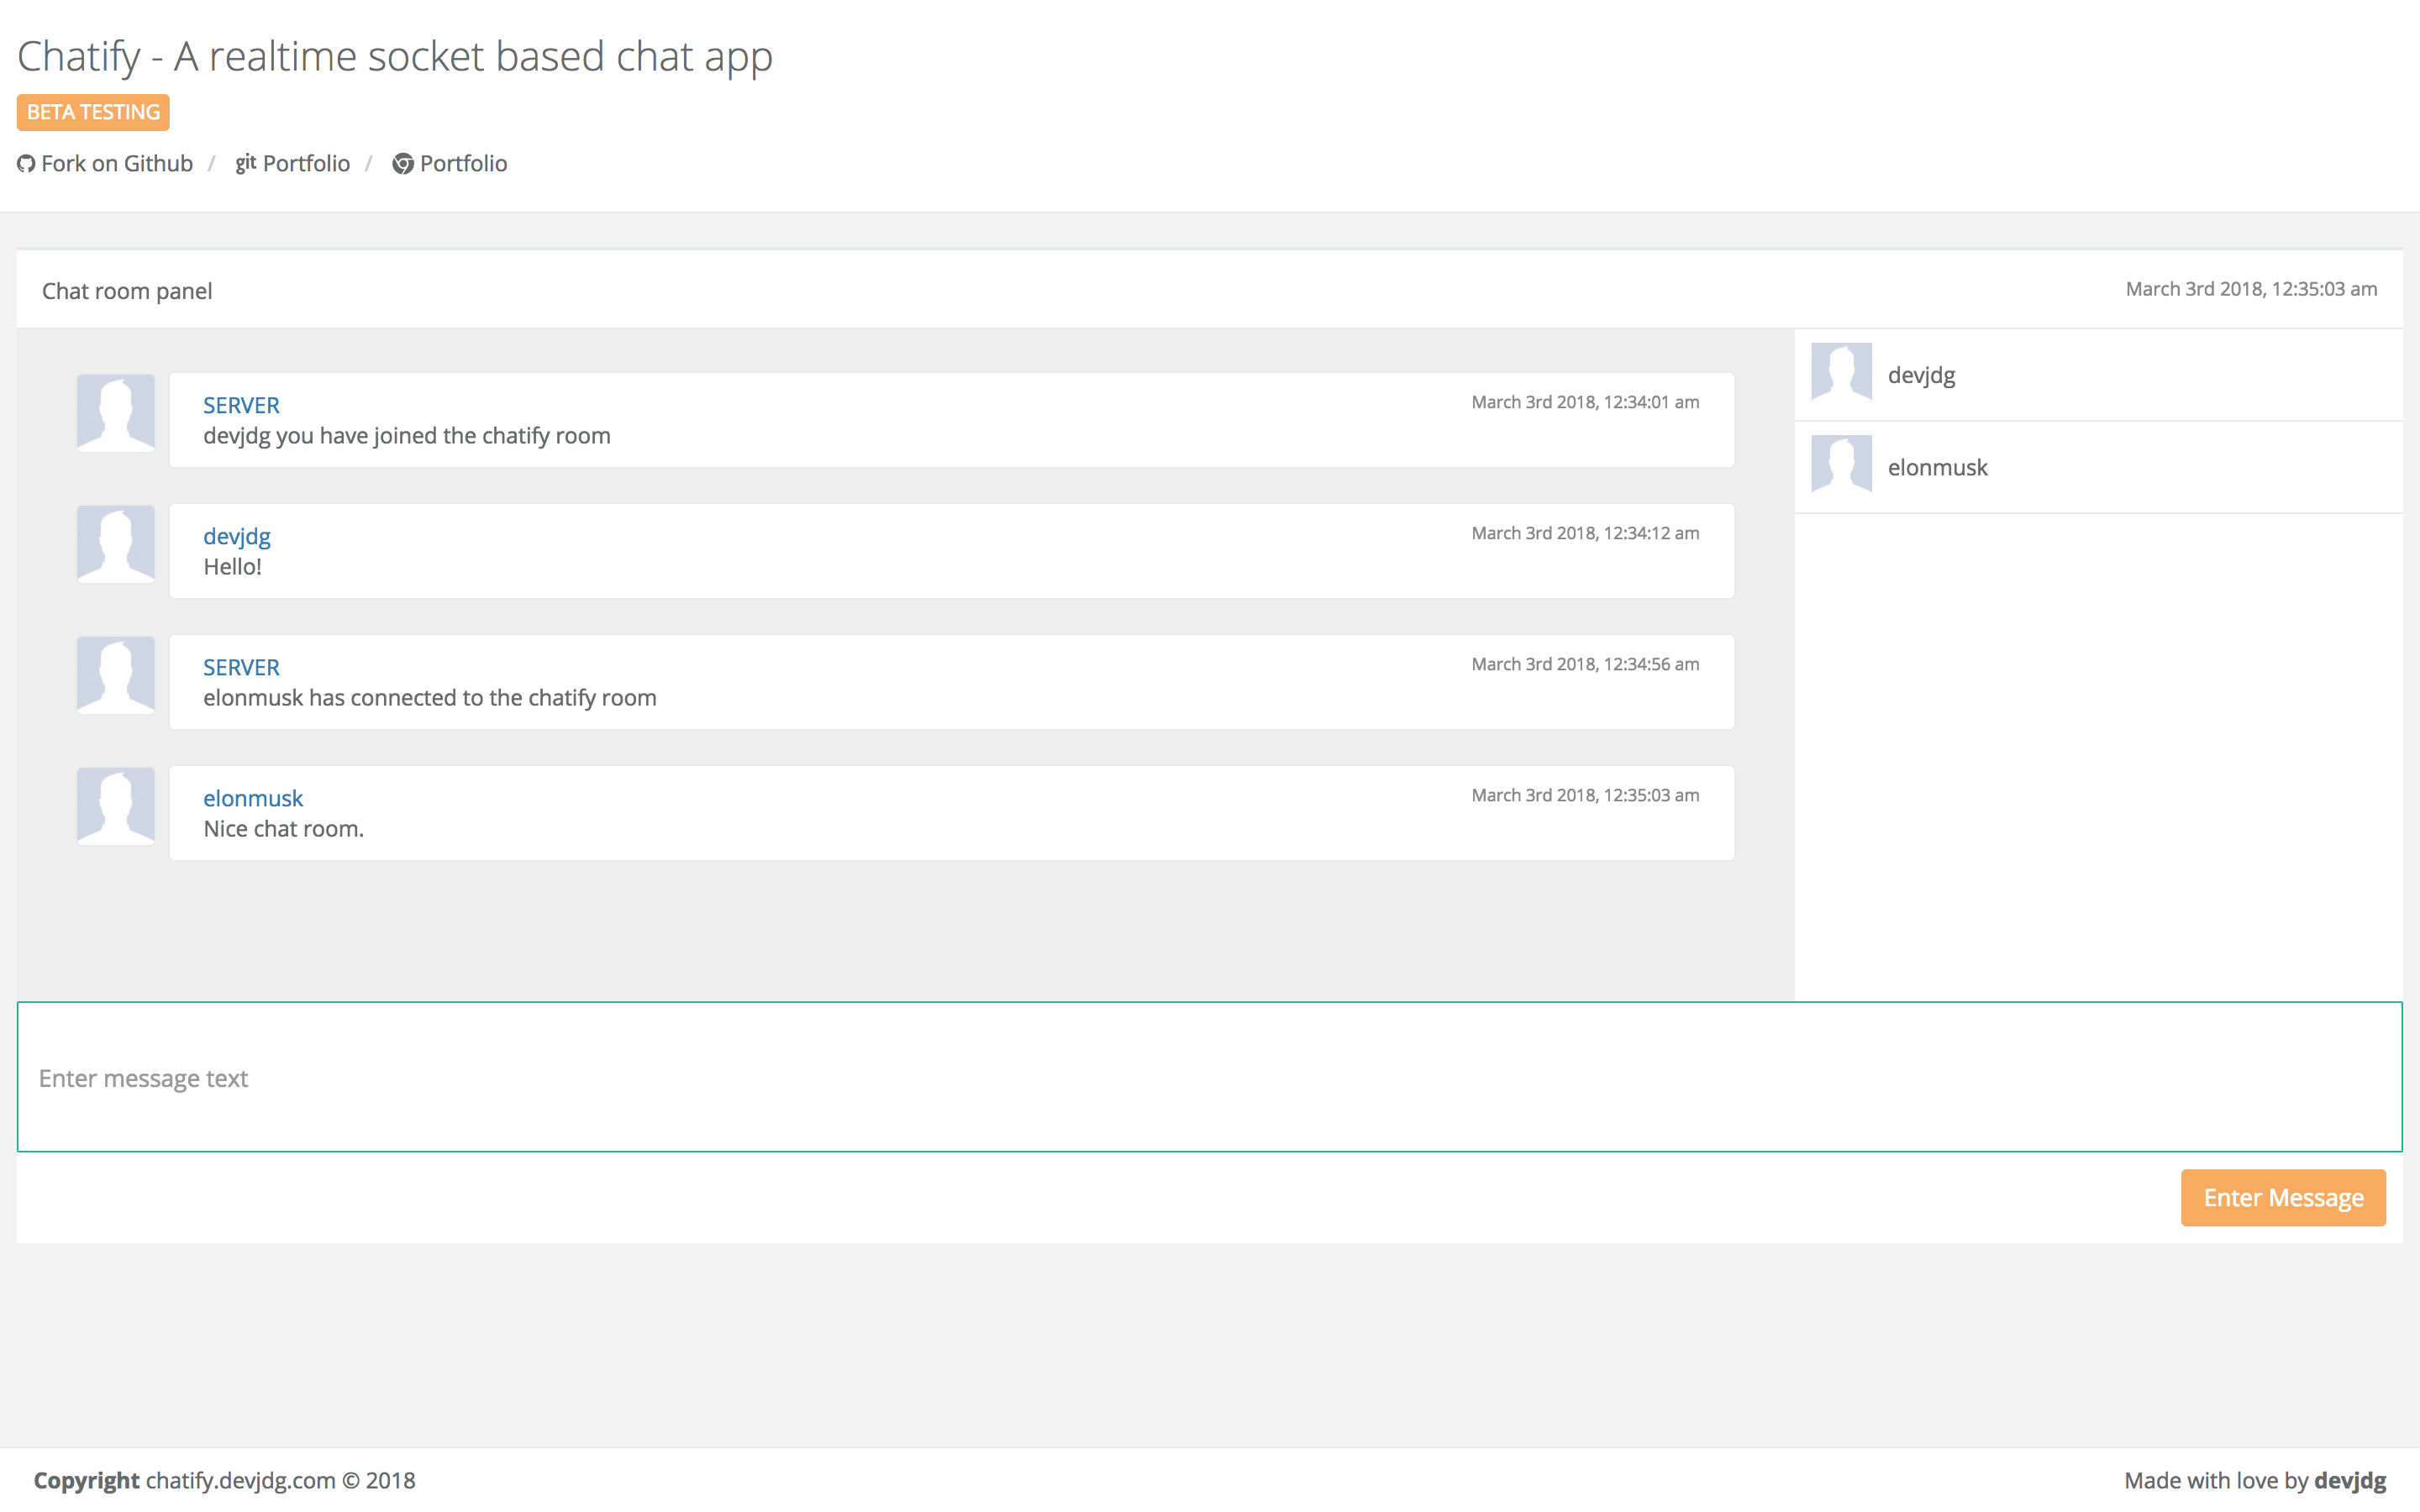 Chatify - A realtime socket based chat app
BETA TESTING
Fork on Github / git Portfolio / Portfolio
Chat room panel March 3rd 2018, 12:35:03 am
SERVER March 3rd 2018, 12:34:01 am
devjdg you have joined the chatify room
devjdg March 3rd 2018, 12:34:12 am
Hello!
SERVER March 3rd 2018, 12:34:56 am
elonmusk has connected to the chatify room
elonmusk March 3rd 2018, 12:35:03 am
Nice chat room.
devjdg
elonmusk
Enter message text
Enter Message
Copyright chatify.devjdg.com © 2018 Made with love by devjdg